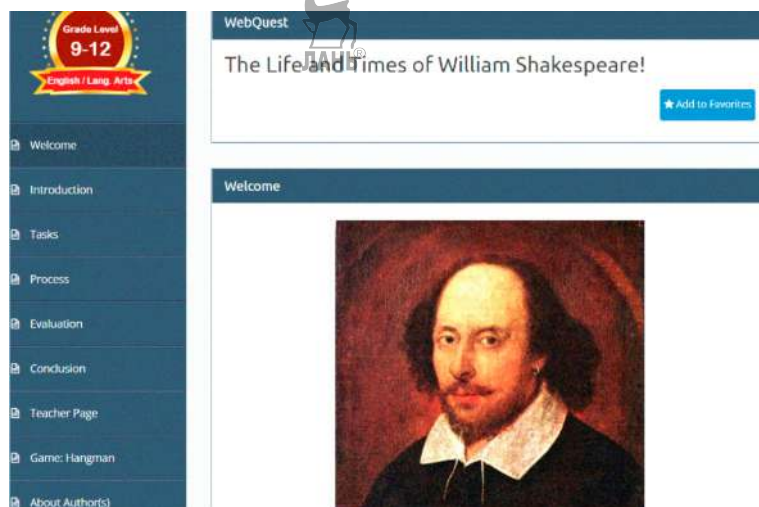 Grade Level
9-12
English / Lang. Arts
Welcome
Introduction
Tasks
Process
Evaluation
Conclusion
Teacher Page
Game: Hangman
About Author(s)
WebQuest
ЛАНЬ®
The Life and Times of William Shakespeare!
Add to Favorites
Welcome